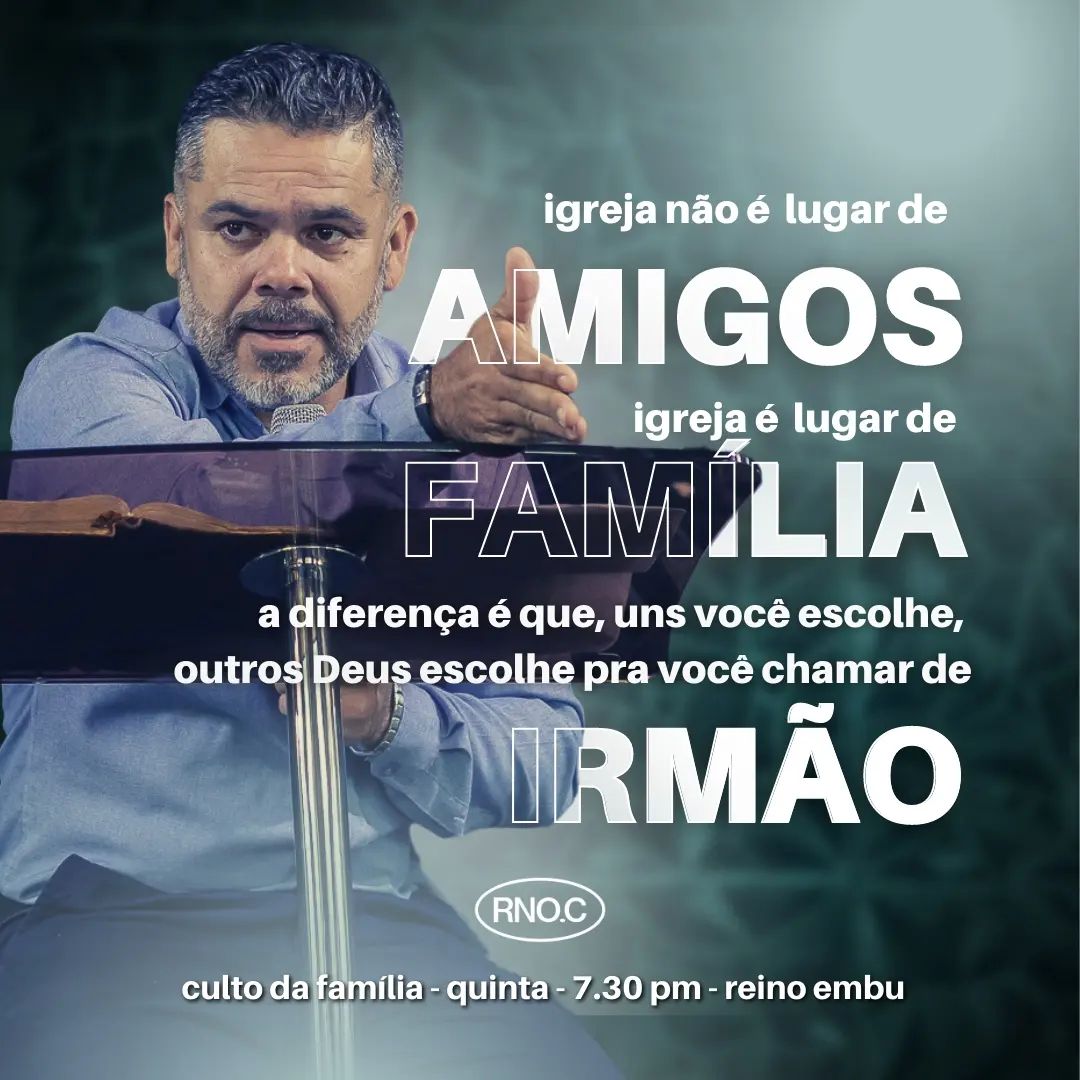 igreja não é lugar de
AMIGOS
igreja é lugar de
FAMÍLIA
a diferença é que, uns você escolhe,
outros Deus escolhe pra você chamar de
IRMÃO
RNO.C
culto da família - quinta - 7.30 pm - reino embu